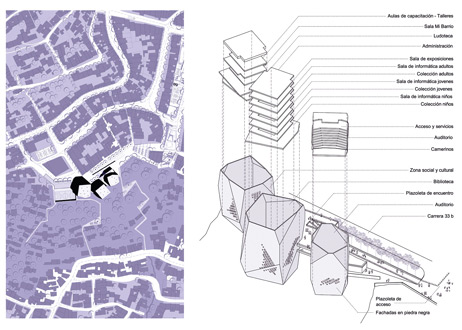 Aulas de capacitación - Talleres
Sala Mi Barrio
Ludoteca
Administración
Sala de exposiciones
Sala de informática adultos
Colección adultos
Sala de informática jovenes
Colección jovenes
Sala de informática niños
Colección niños
Acceso y servicios
Auditorio
Camerinos
Zona social y cultural
Biblioteca
Plazoleta de encuentro
Auditorio
Carrera 33 b
Plazoleta de
acceso
Fachadas en piedra negra